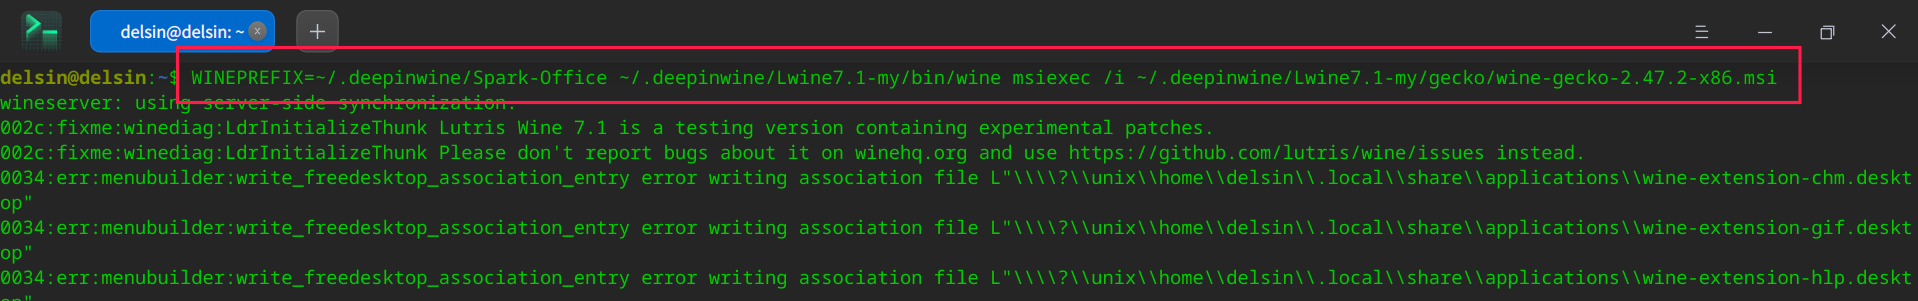 delsin@delsin: ~
delsin@delsin:~$ WINEPREFIX=~/.deepinwine/Spark-Office ~/.deepinwine/Lwine7.1-my/bin/wine msiexec /i ~/.deepinwine/Lwine7.1-my/gecko/wine-gecko-2.47.2-x86.msi
wineserver: using server-side synchronization.
002c:fixme:winediag:LdrInitializeThunk Lutris Wine 7.1 is a testing version containing experimental patches.
002c:fixme:winediag:LdrInitializeThunk Please don't report bugs about it on winehq.org and use https://github.com/lutris/wine/issues instead.
0034:err:menubuilder:write_freedesktop_association_entry error writing association file L"\\\\?\\unix\\home\\delsin\\.local\\share\\applications\\wine-extension-chm.deskt
op"
0034:err:menubuilder:write_freedesktop_association_entry error writing association file L"\\\\?\\unix\\home\\delsin\\.local\\share\\applications\\wine-extension-gif.deskt
op"
0034:err:menubuilder:write_freedesktop_association_entry error writing association file L"\\\\?\\unix\\home\\delsin\\.local\\share\\applications\\wine-extension-hlp.deskt
op"